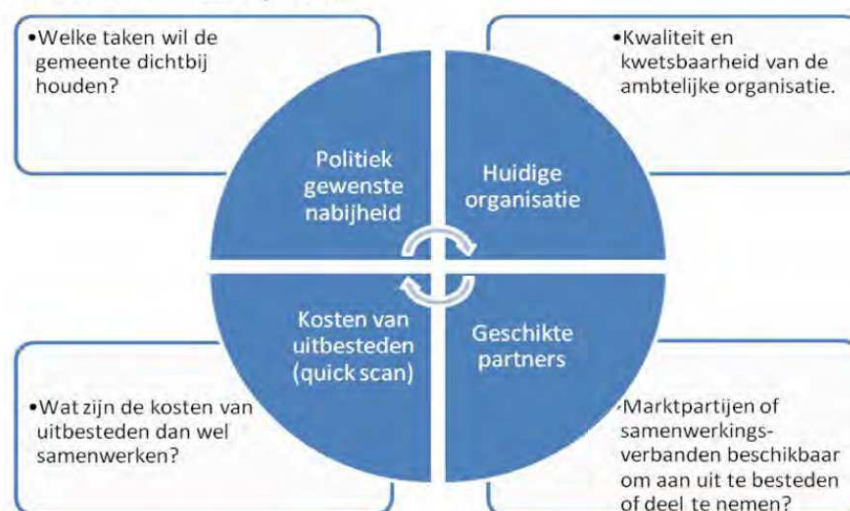 •Welke taken wil de
gemeente dichtbij
houden?
•Kwaliteit en
kwetsbaarheid van de
ambtelijke organisatie.
Politiek
gewenste
nabijheid
Huidige
organisatie
Kosten van
uitbesteden
(quick scan)
Geschikte
partners
•Wat zijn de kosten van
uitbesteden dan wel
samenwerken?
•Marktpartijen of
samenwerkings-
verbanden beschikbaar
om aan uit te besteden
of deel te nemen?